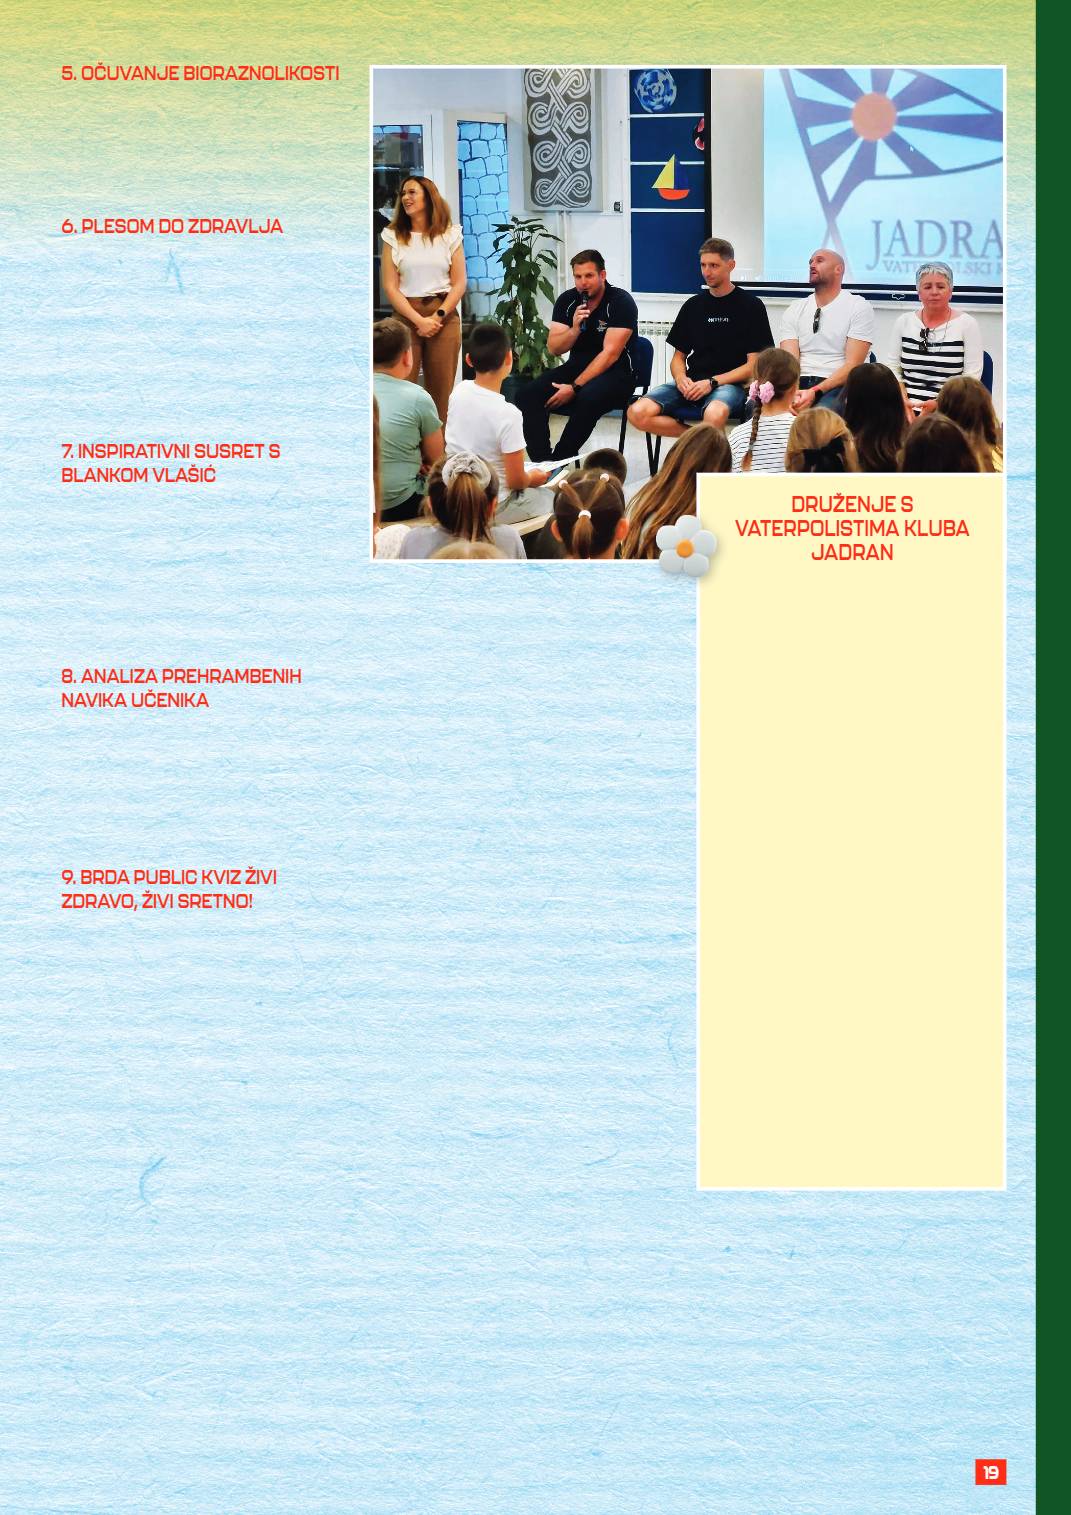 5. OČUVANJE BIORAZNOLIKOSTI
6. PLESOM DO ZDRAVLJA
7. INSPIRATIVNI SUSRET S
BLANKOM VLAŠIĆ
8. ANALIZA PREHRAMBENIH
NAVIKA UČENIKA
9. BRDA PUBLIC KVIZ ŽIVI
ZDRAVO, ŽIVI SRETNO!
JADRA
DRUŽENJE S
VATERPOLISTIMA KLUBA
JADRAN
19